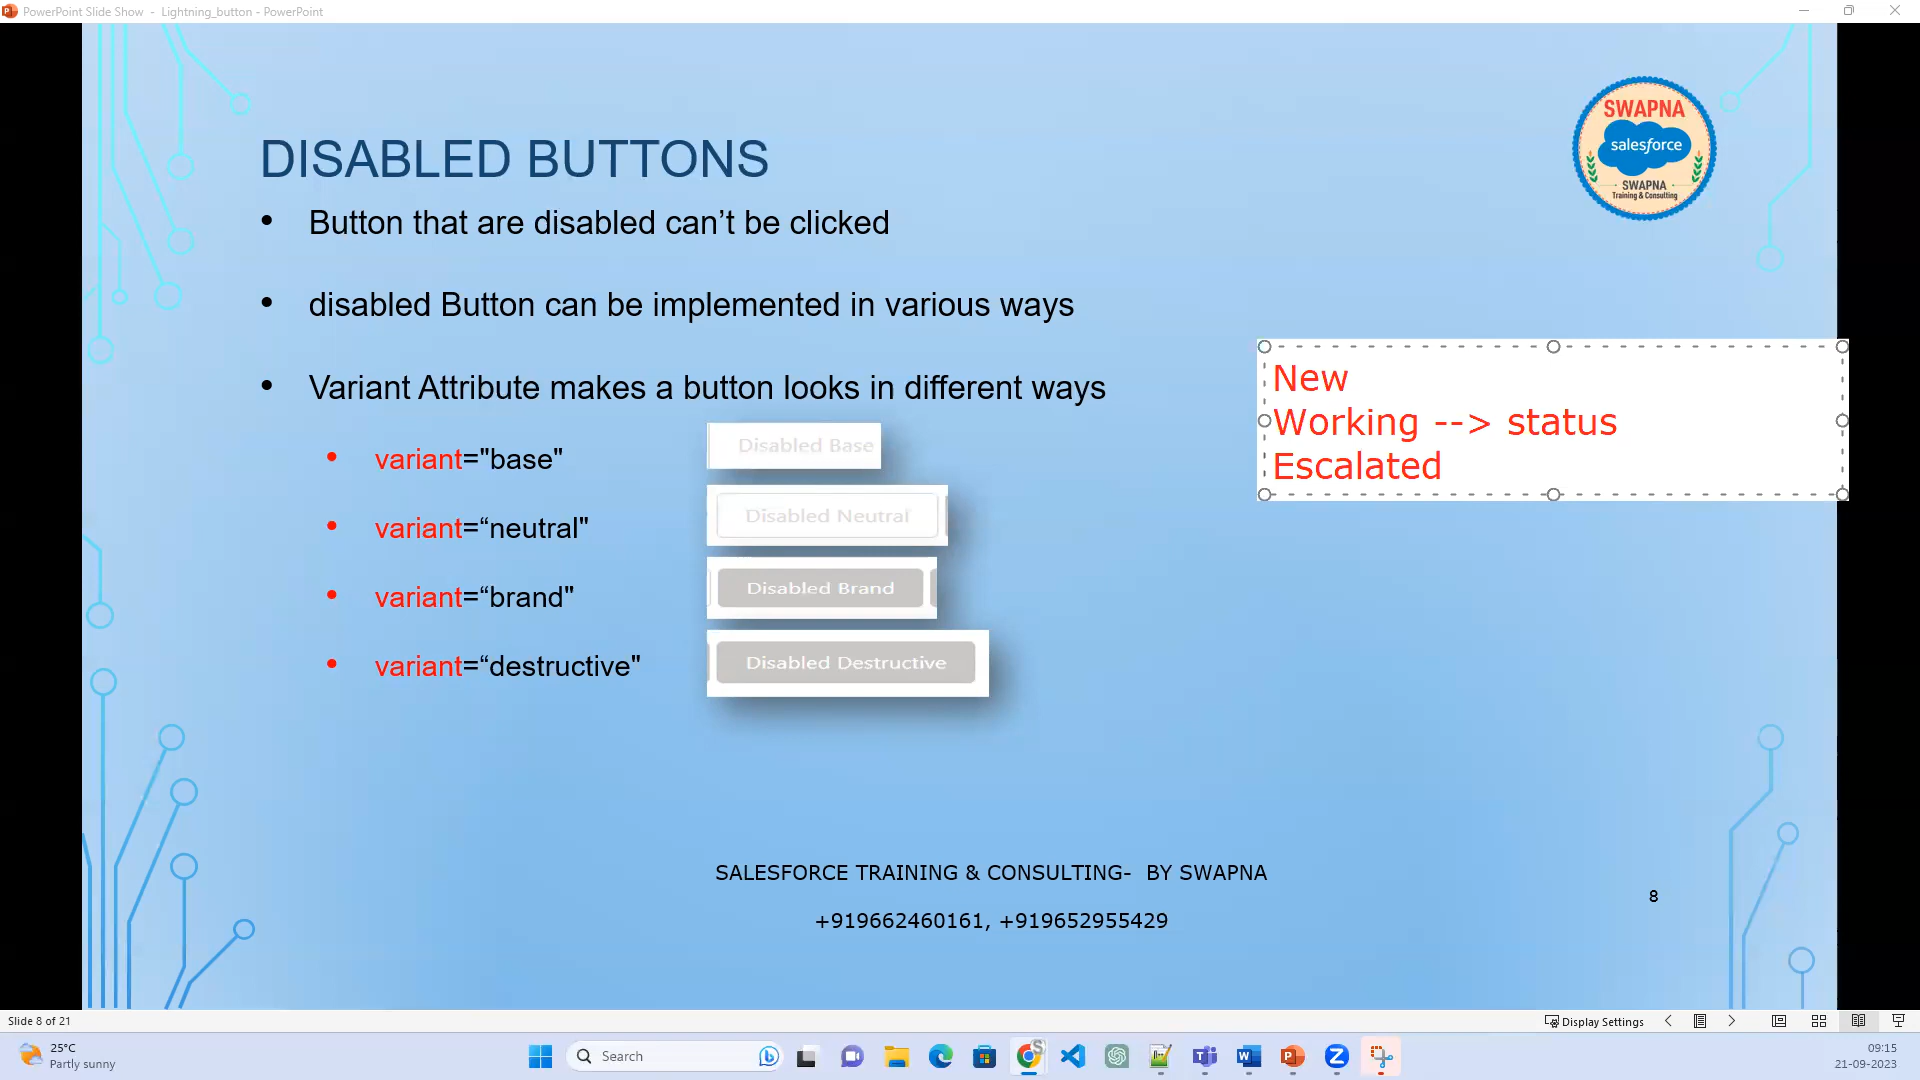 PowerPoint Slide Show - Lightning_button - PowerPoint
SWAPNA
salesforce
SWAPNA
Training & Consulting
DISABLED BUTTONS
• Button that are disabled can’t be clicked
• disabled Button can be implemented in various ways
• Variant Attribute makes a button looks in different ways
• variant="base"
Disabled Base
• variant=“neutral"
Disabled Neutral
• variant=“brand"
Disabled Brand
• variant=“destructive"
Disabled Destructive
New
Working --> status
Escalated
SALESFORCE TRAINING & CONSULTING- BY SWAPNA
+919662460161, +919652955429
8
Slide 8 of 21
Display Settings
25°C
Partly sunny
Search
09:15
21-09-2023